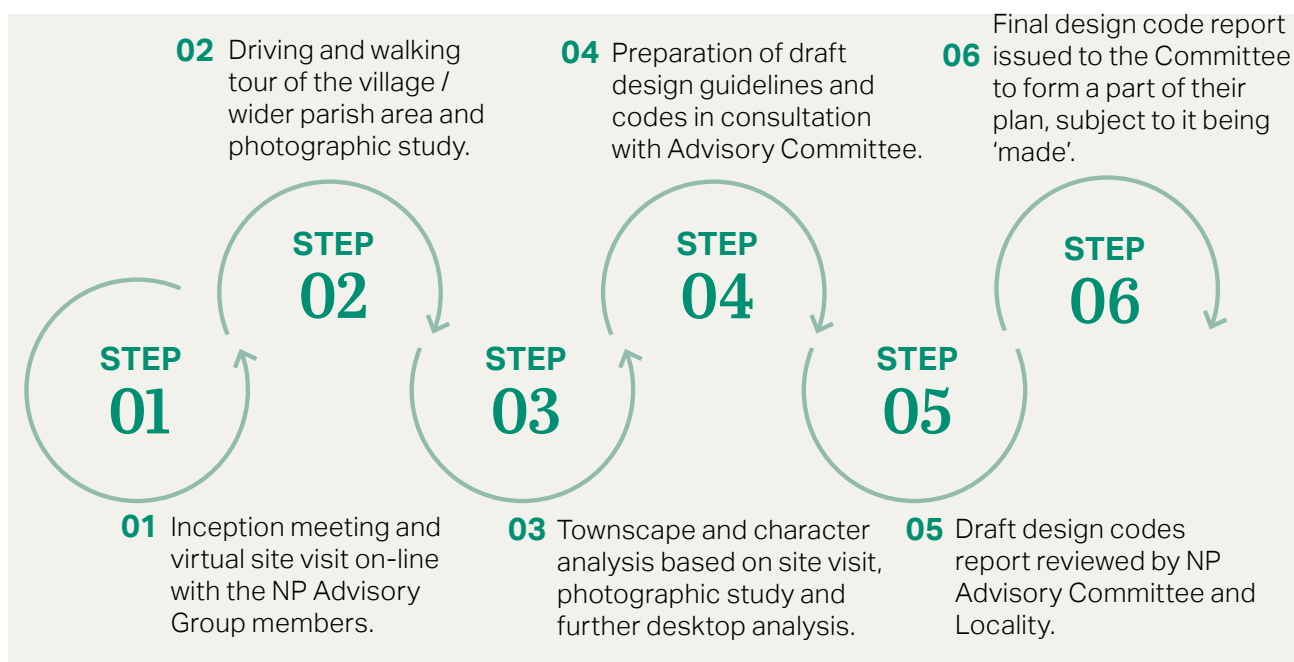 02 Driving and walking
tour of the village /
wider parish area and
photographic study.
04 Preparation of draft
design guidelines and
codes in consultation
with Advisory Committee.
Final design code report
06 issued to the Committee
to form a part of their
plan, subject to it being
‘made’.
STEP
01
STEP
02
STEP
03
STEP
04
STEP
05
STEP
06
01 Inception meeting and
virtual site visit on-line
with the NP Advisory
Group members.
03 Townscape and character
analysis based on site visit,
photographic study and
further desktop analysis.
05 Draft design codes
report reviewed by NP
Advisory Committee and
Locality.